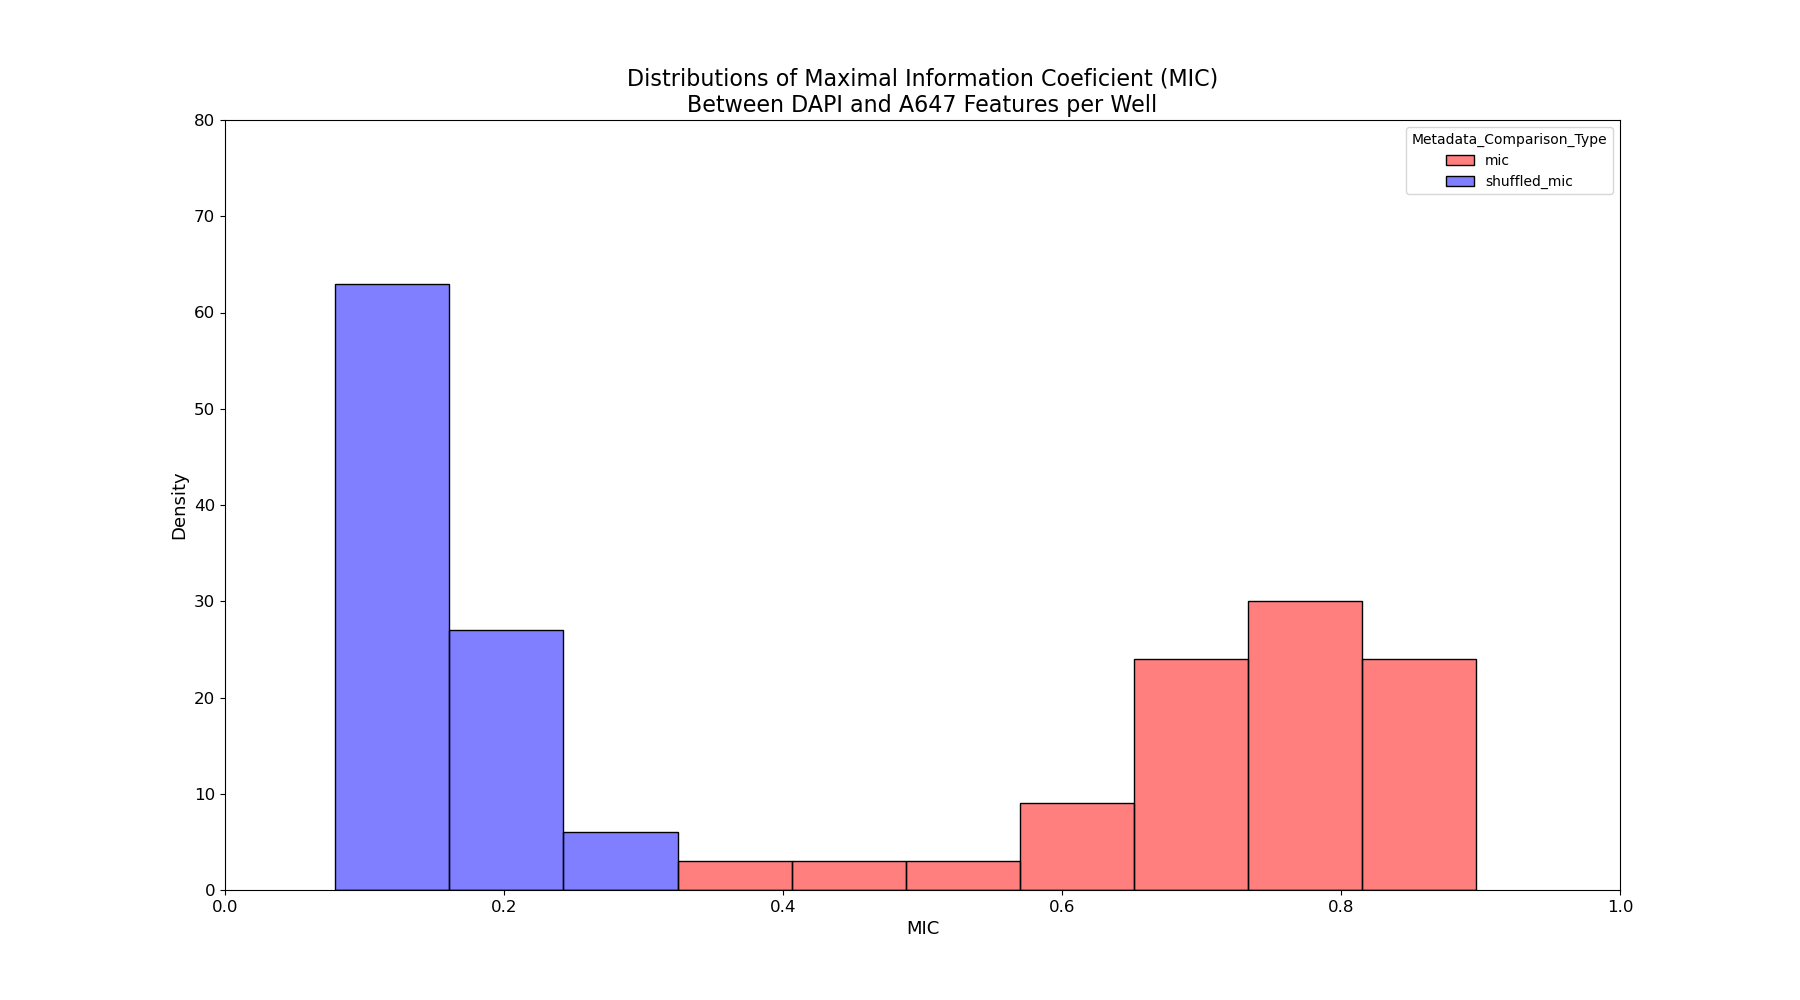 Distributions of Maximal Information Coeficient (MIC)
Between DAPI and A647 Features per Well
80
70
60
50
40
30
20
10
0
Density
Metadata_Comparison_Type
mic
shuffled_mic
0.0 0.2 0.4 0.6 0.8 1.0
MIC